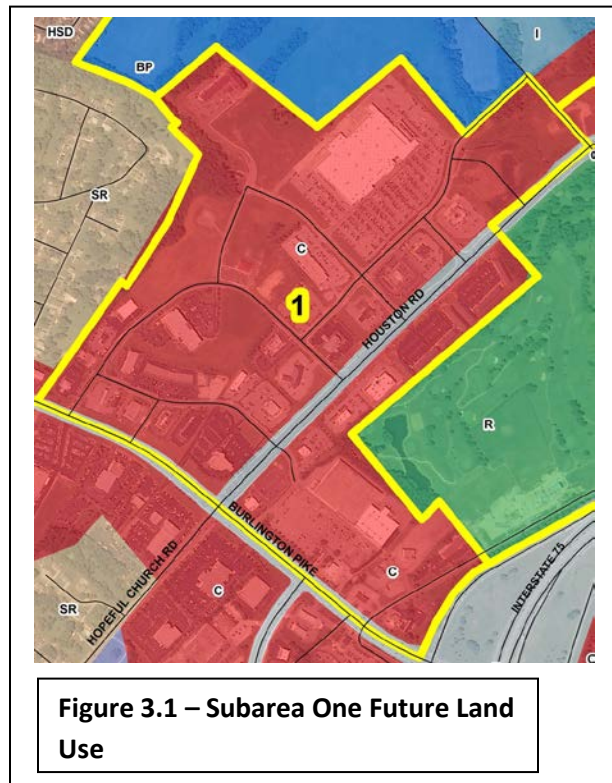 HSD
BP
I
SR
C
1
HOUSTON RD
R
BURLINGTON PIKE
HOPEFUL CHURCH RD
C
C
SR
INTERSTATE 75
C
Figure 3.1 – Subarea One Future Land
Use